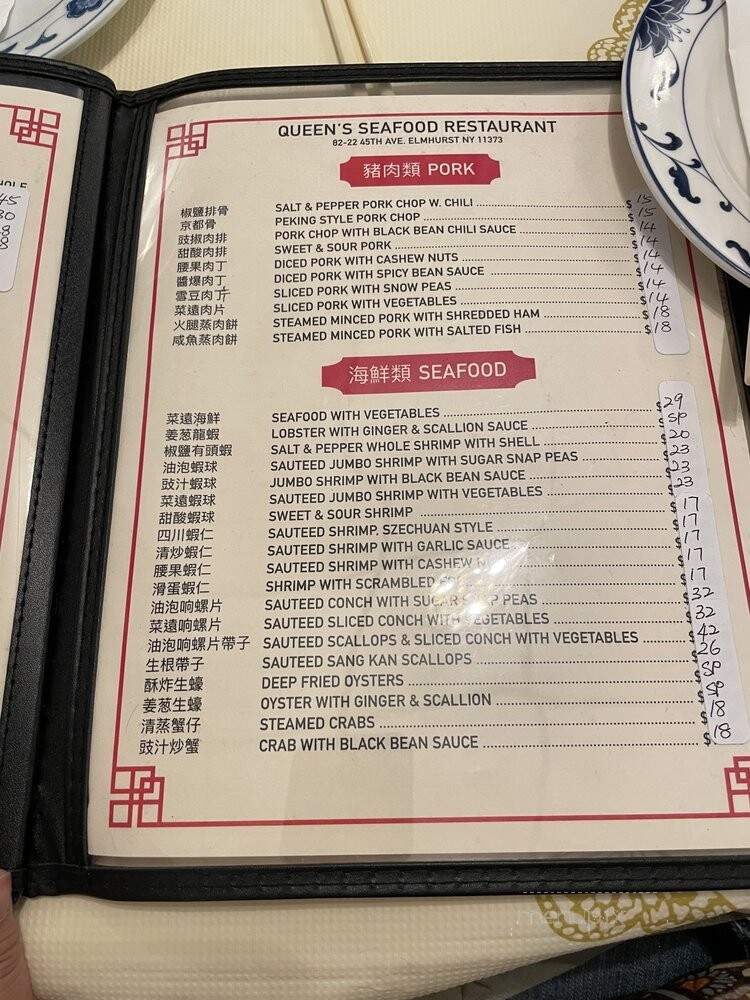 QUEEN'S SEAFOOD RESTAURANT
82-22 45TH AVE. ELMHURST NY 11373
豬肉類 PORK
椒鹽排骨 SALT & PEPPER PORK CHOP W. CHILI $15
京都骨 PEKING STYLE PORK CHOP 15
豉椒肉排 PORK CHOP WITH BLACK BEAN CHILI SAUCE $14
甜酸肉排 SWEET & SOUR PORK $14
腰果肉丁 DICED PORK WITH CASHEW NUTS $14
醬爆肉丁 DICED PORK WITH SPICY BEAN SAUCE $14
雪豆肉丁 SLICED PORK WITH SNOW PEAS $14
菜遠肉片 SLICED PORK WITH VEGETABLES $14
火腿蒸肉餅 STEAMED MINCED PORK WITH SHREDDED HAM $18
咸魚蒸肉餅 STEAMED MINCED PORK WITH SALTED FISH $18
海鮮類 SEAFOOD
菜遠海鮮 SEAFOOD WITH VEGETABLES $29
姜葱龍蝦 LOBSTER WITH GINGER & SCALLION SAUCE SP
椒鹽有頭蝦 SALT & PEPPER WHOLE SHRIMP WITH SHELL $20
油泡蝦球 SAUTEED JUMBO SHRIMP WITH SUGAR SNAP PEAS $23
豉汁蝦球 JUMBO SHRIMP WITH BLACK BEAN SAUCE $23
菜遠蝦球 SAUTEED JUMBO SHRIMP WITH VEGETABLES $23
甜酸蝦球 SWEET & SOUR SHRIMP $17
四川蝦仁 SAUTEED SHRIMP, SZECHUAN STYLE $17
清炒蝦仁 SAUTEED SHRIMP WITH GARLIC SAUCE $17
腰果蝦仁 SAUTEED SHRIMP WITH CASHEW $17
滑蛋蝦仁 SHRIMP WITH SCRAMBLED $17
油泡响螺片 SAUTEED CONCH WITH SUGAR SNAP PEAS $32
菜遠响螺片 SAUTEED SLICED CONCH WITH VEGETABLES $32
油泡响螺片帶子 SAUTEED SCALLOPS & SLICED CONCH WITH VEGETABLES $42
生根帶子 SAUTEED SANG KAN SCALLOPS $26
酥炸生蠔 DEEP FRIED OYSTERS $SP
姜葱生蠔 OYSTER WITH GINGER & SCALLION $SP
清蒸蟹仔 STEAMED CRABS $18
豉汁炒蟹 CRAB WITH BLACK BEAN SAUCE $18